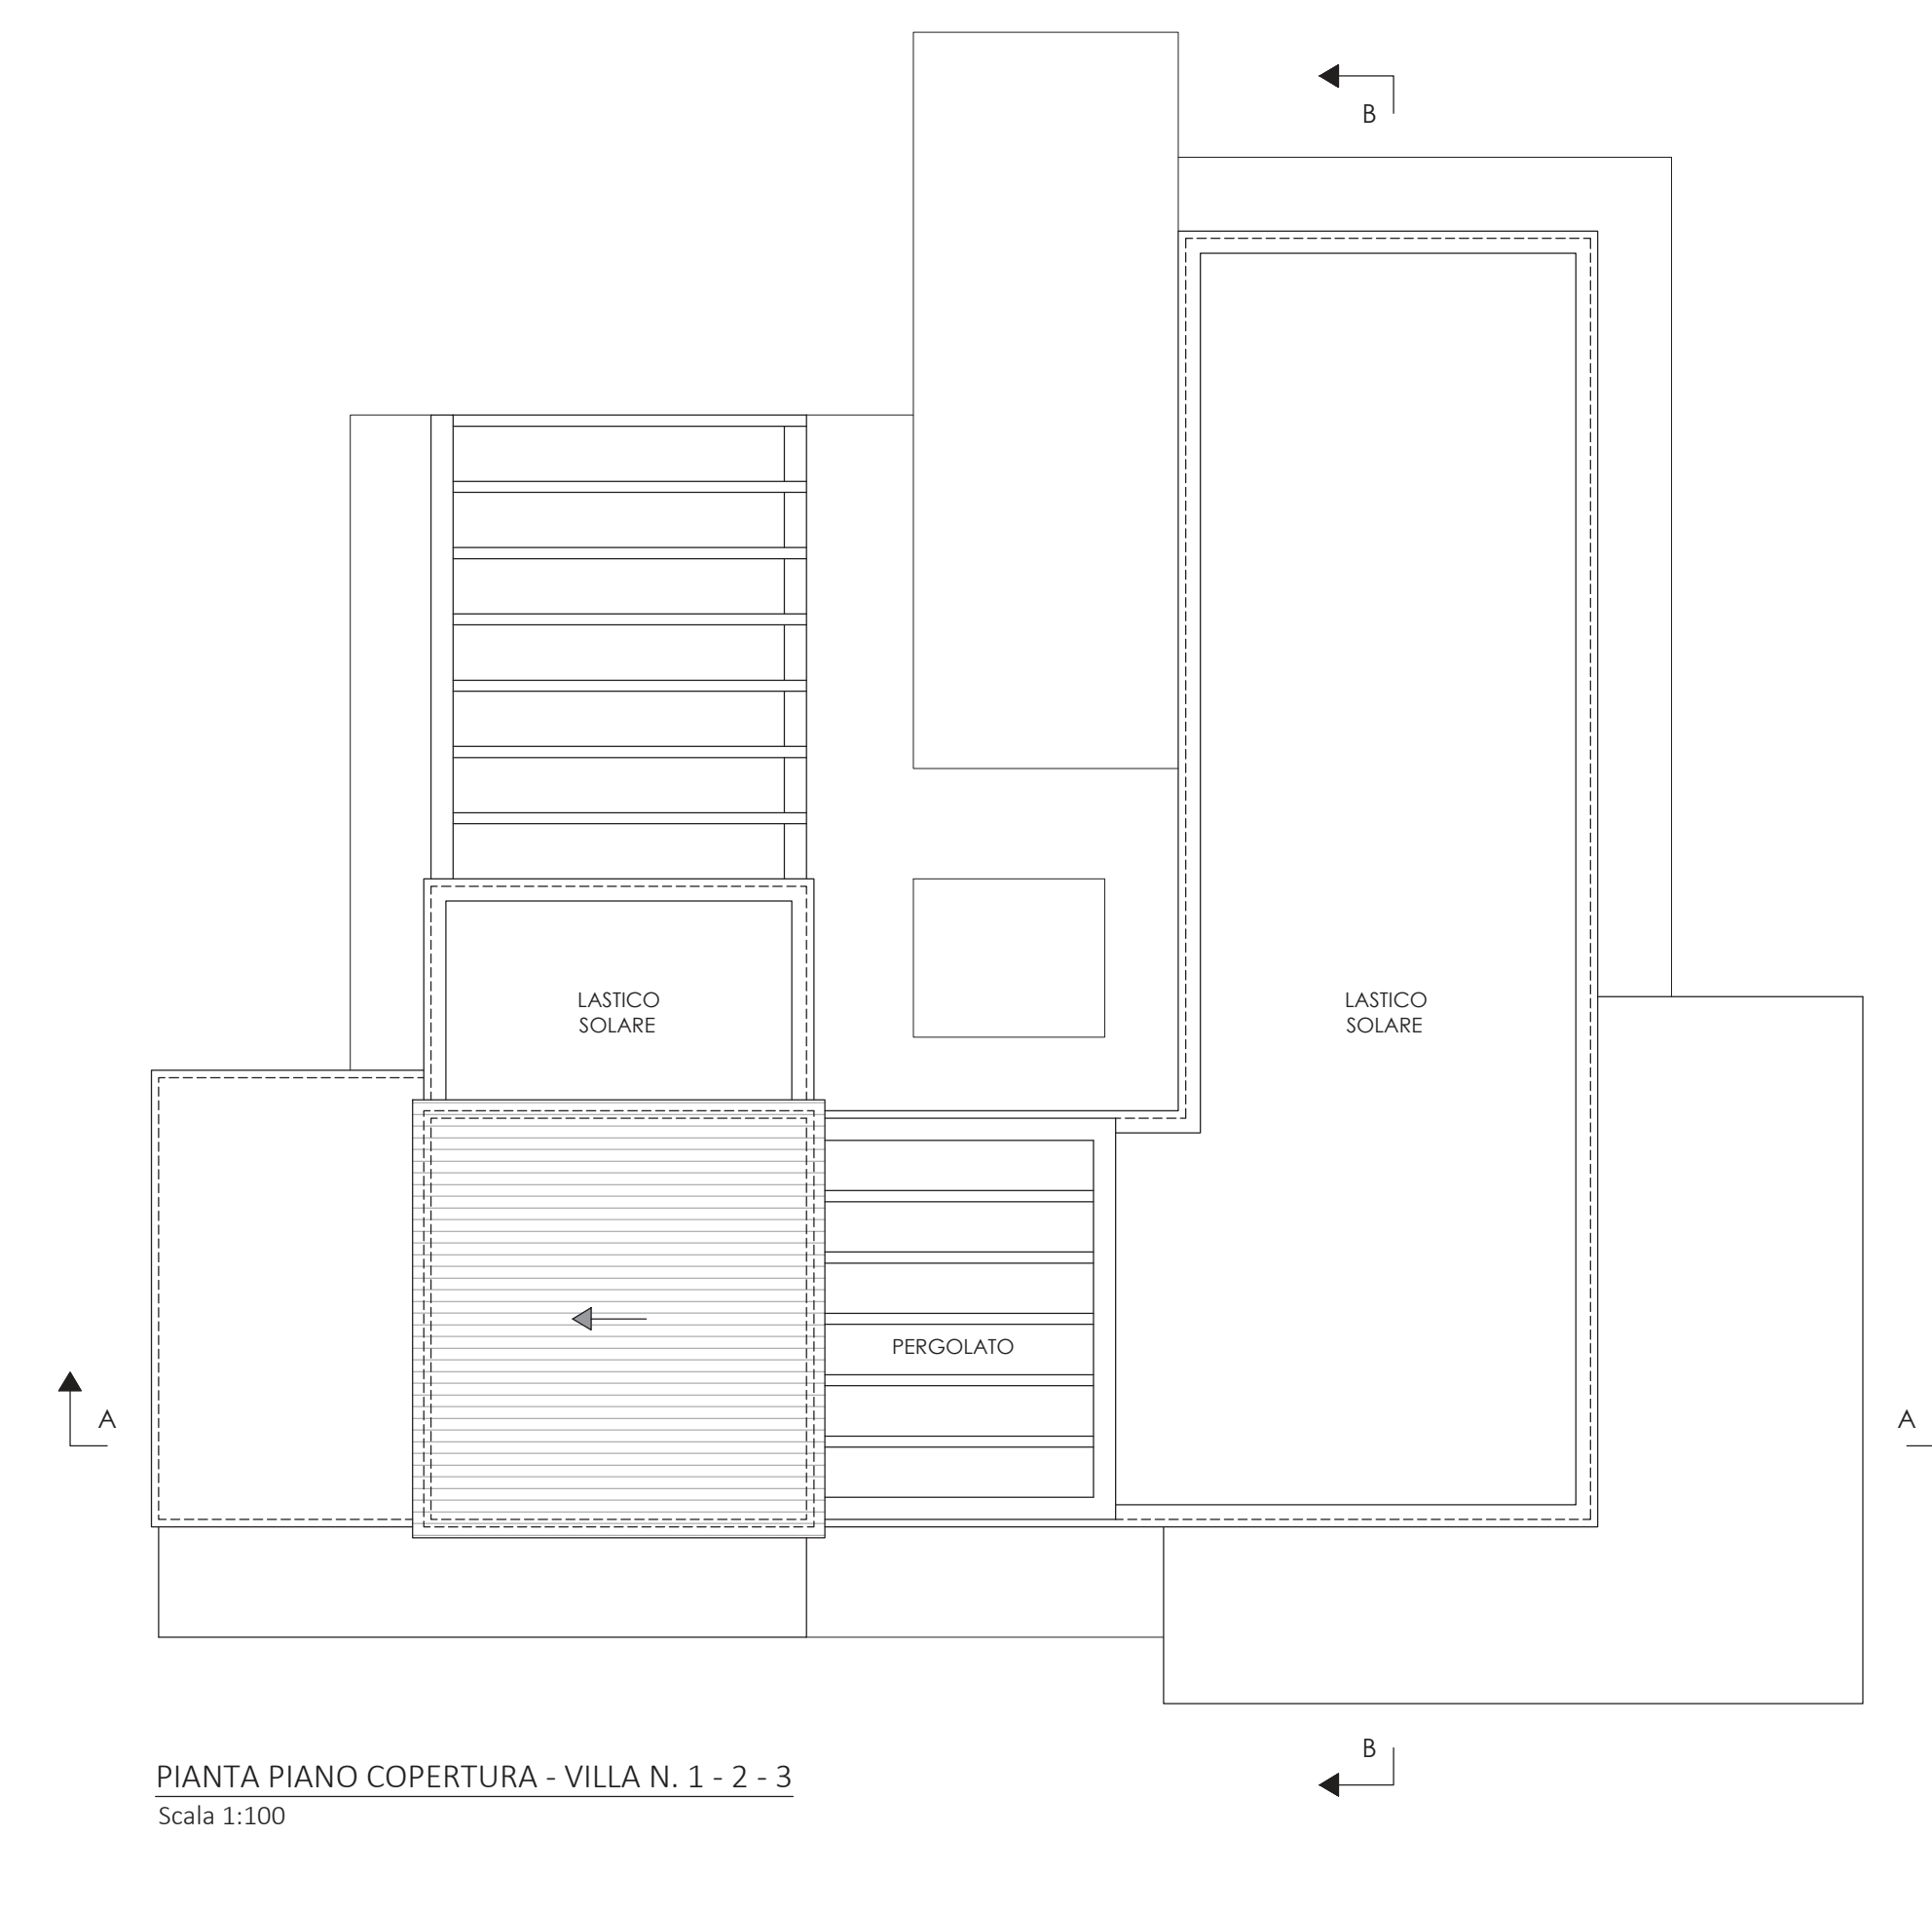 B
LASTICO
SOLARE
LASTICO
SOLARE
PERGOLATO
A
A
B
PIANTA PIANO COPERTURA - VILLA N. 1 - 2 - 3
Scala 1:100